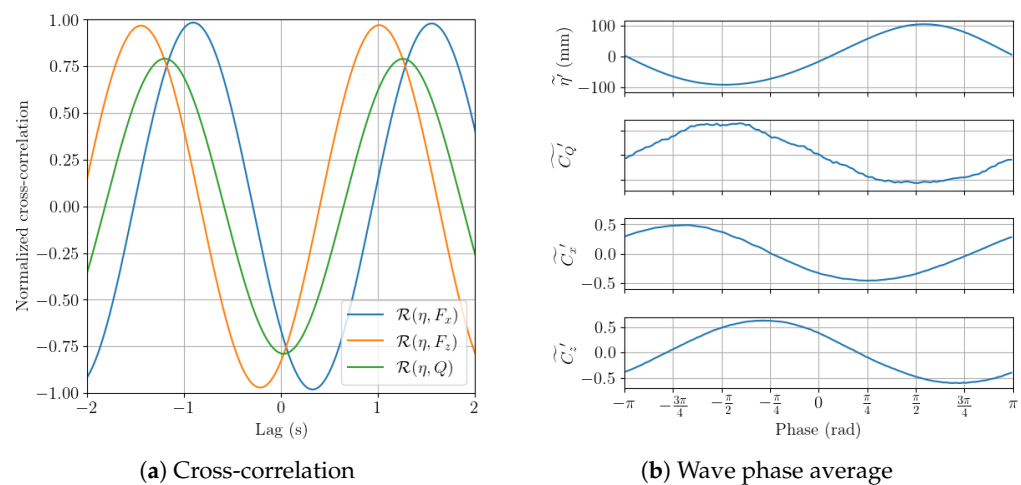 Normalized cross-correlation
1.00
0.75
0.50
0.25
0.00
−0.25
−0.50
−0.75
−1.00
ℛ(η, Fₓ)
ℛ(η, F_z)
ℛ(η, Q)
−2 −1 0 1 2
Lag (s)
(a) Cross-correlation
η̃′ (mm)
100
0
−100
C̃_Q′
C̃ₓ′
0.5
0.0
−0.5
C̃_z′
0.5
0.0
−0.5
−π −3π/4 −π/2 −π/4 0 π/4 π/2 3π/4 π
Phase (rad)
(b) Wave phase average